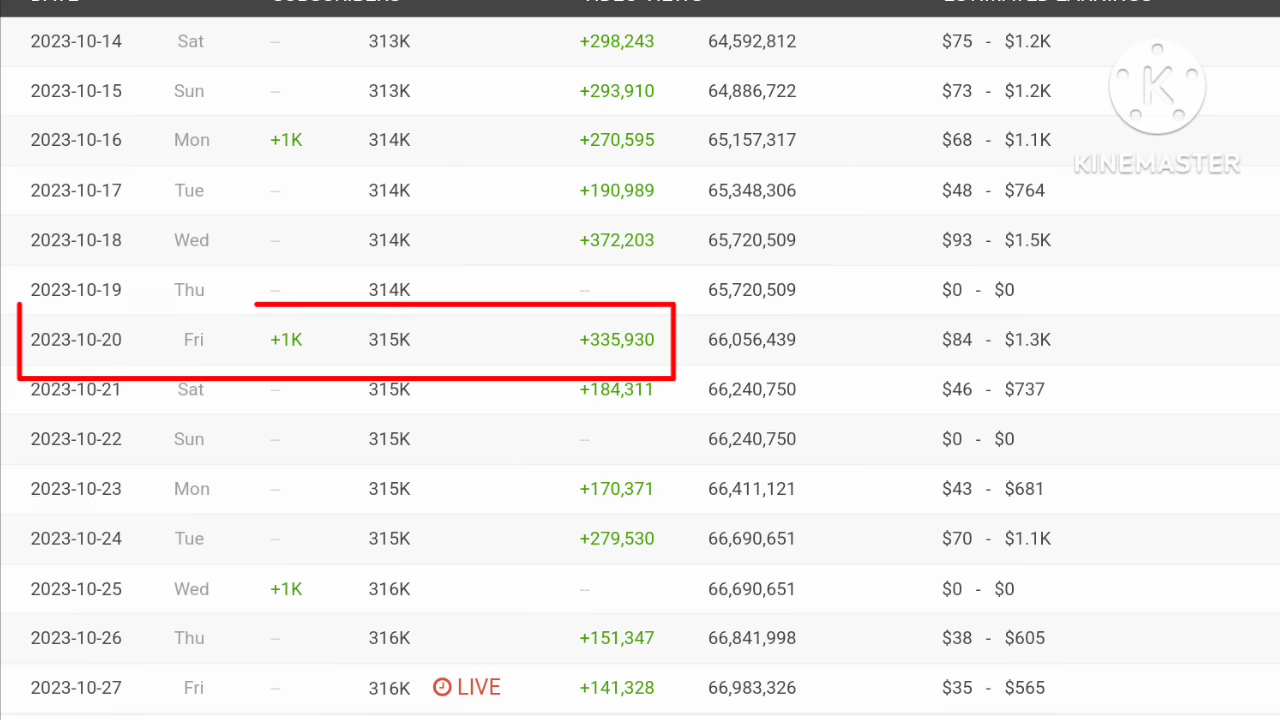 DATE SUBSCRIBERS VIDEO VIEWS ESTIMATED EARNINGS
2023-10-14 Sat -- 313K +298,243 64,592,812 $75 - $1.2K
2023-10-15 Sun -- 313K +293,910 64,886,722 $73 - $1.2K
2023-10-16 Mon +1K 314K +270,595 65,157,317 $68 - $1.1K
KINEMASTER
2023-10-17 Tue -- 314K +190,989 65,348,306 $48 - $764
2023-10-18 Wed -- 314K +372,203 65,720,509 $93 - $1.5K
2023-10-19 Thu -- 314K -- 65,720,509 $0 - $0
2023-10-20 Fri +1K 315K +335,930 66,056,439 $84 - $1.3K
2023-10-21 Sat -- 315K +184,311 66,240,750 $46 - $737
2023-10-22 Sun -- 315K -- 66,240,750 $0 - $0
2023-10-23 Mon -- 315K +170,371 66,411,121 $43 - $681
2023-10-24 Tue -- 315K +279,530 66,690,651 $70 - $1.1K
2023-10-25 Wed +1K 316K -- 66,690,651 $0 - $0
2023-10-26 Thu -- 316K +151,347 66,841,998 $38 - $605
2023-10-27 Fri -- 316K LIVE +141,328 66,983,326 $35 - $565